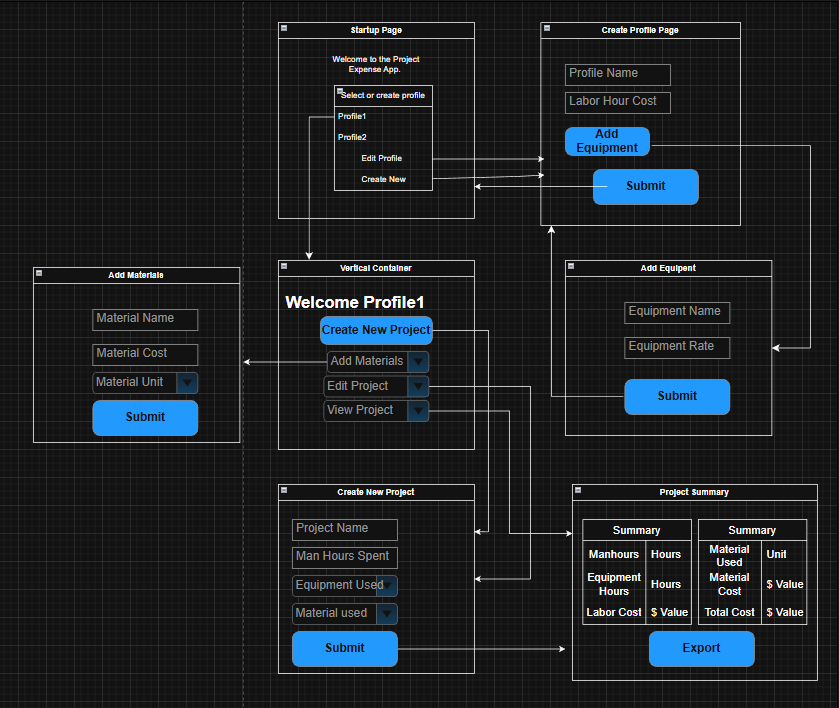 Startup Page
Welcome to the Project
Expense App.
Select or create profile
Profile1
Profile2
Edit Profile
Create New
Create Profile Page
Profile Name
Labor Hour Cost
Add
Equipment
Submit
Add Materials
Material Name
Material Cost
Material Unit
Submit
Vertical Container
Welcome Profile1
Create New Project
Add Materials
Edit Project
View Project
Add Equipent
Equipment Name
Equipment Rate
Submit
Create New Project
Project Name
Man Hours Spent
Equipment Used
Material used
Submit
Project Summary
Summary
Manhours Hours
Equipment
Hours
Hours
Labor Cost $ Value
Summary
Material
Used
Unit
Material
Cost
$ Value
Total Cost $ Value
Export